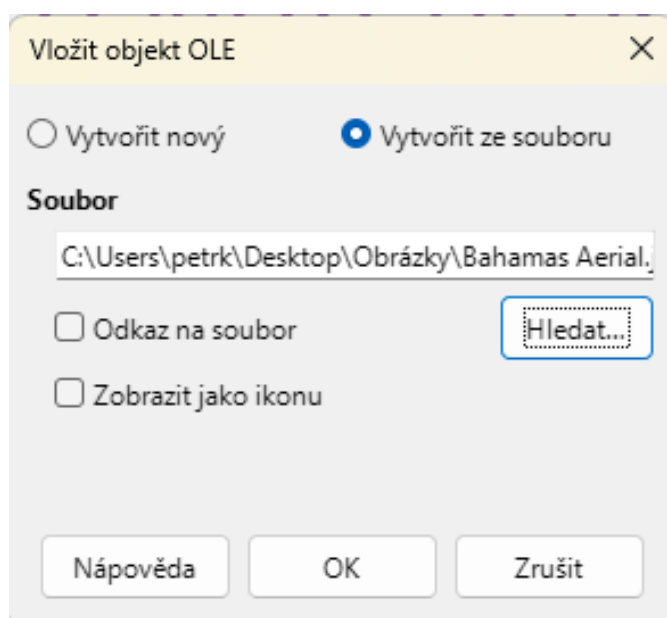 Vložit objekt OLE
Vytvořit nový Vytvořit ze souboru
Soubor
C:\Users\petrk\Desktop\Obrázky\Bahamas Aerial.j
Odkaz na soubor Hledat...
Zobrazit jako ikonu
Nápověda OK Zrušit